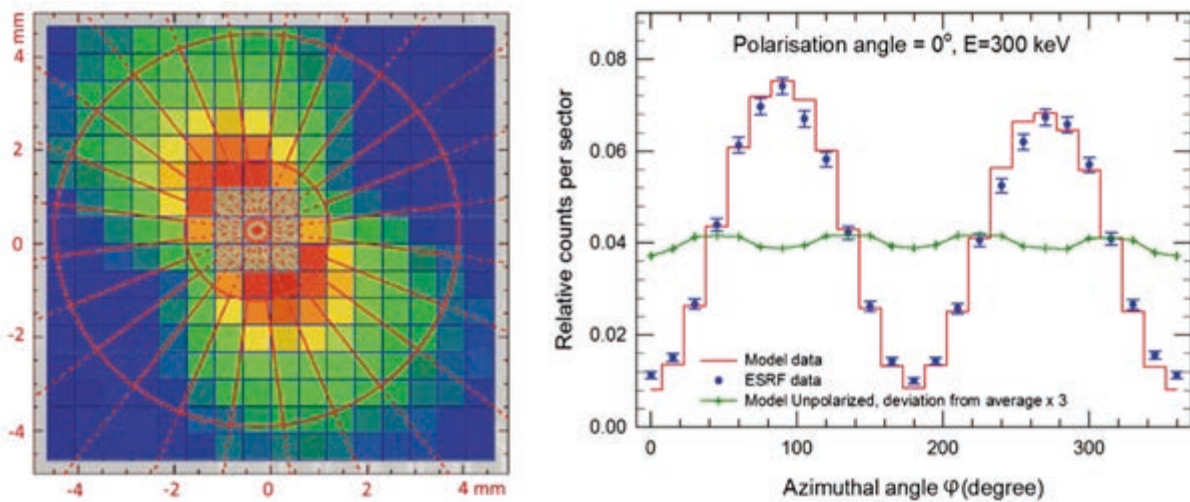 mm
4
2
0
-2
-4
-4
-2
0
2
4 mm
Polarisation angle = 0°, E=300 keV
Relative counts per sector
0.08
0.06
0.04
0.02
0.00
Model data
ESRF data
Model Unpolarized, deviation from average x 3
0
100
200
300
Azimuthal angle φ(degree)